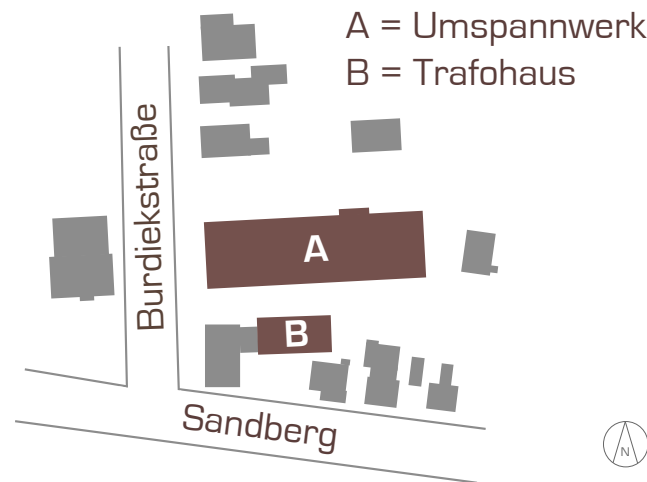 A = Umspannwerk
B = Trafohaus
Burdiekstraße
A
B
Sandberg
N